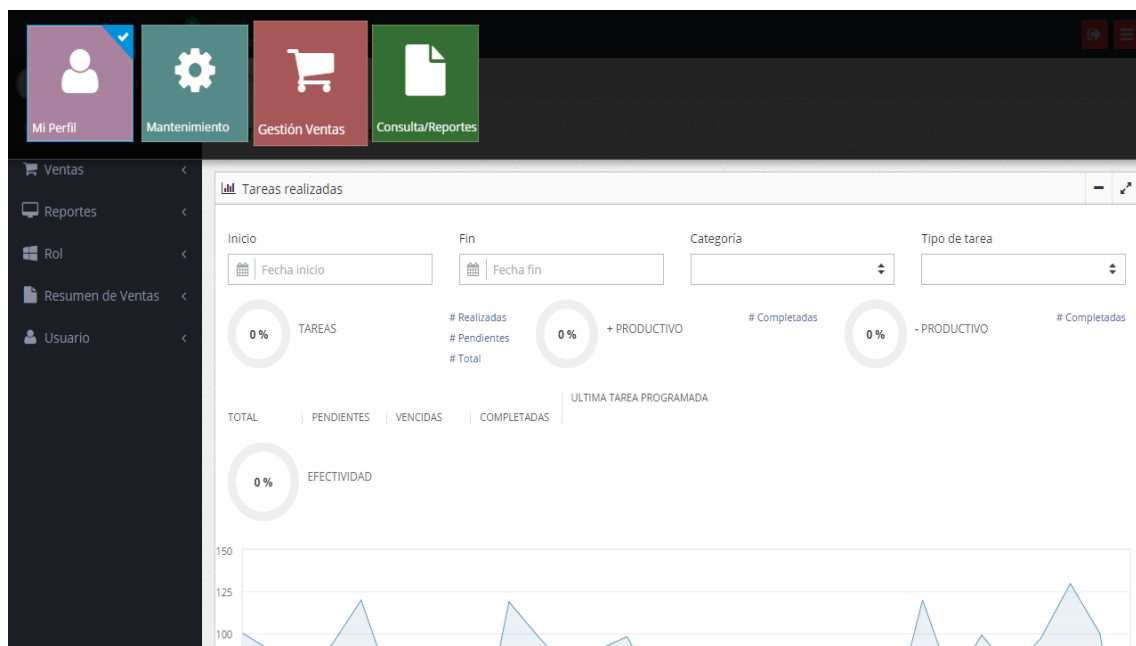 Mi Perfil
Mantenimiento
Gestión Ventas
Consulta/Reportes
Ventas
Reportes
Rol
Resumen de Ventas
Usuario
Tareas realizadas
Inicio
Fin
Categoría
Tipo de tarea
Fecha inicio
Fecha fin
0 %
TAREAS
# Realizadas
# Pendientes
# Total
0 %
+ PRODUCTIVO
# Completadas
0 %
- PRODUCTIVO
# Completadas
TOTAL
PENDIENTES
VENCIDAS
COMPLETADAS
ULTIMA TAREA PROGRAMADA
0 %
EFECTIVIDAD
150
125
100